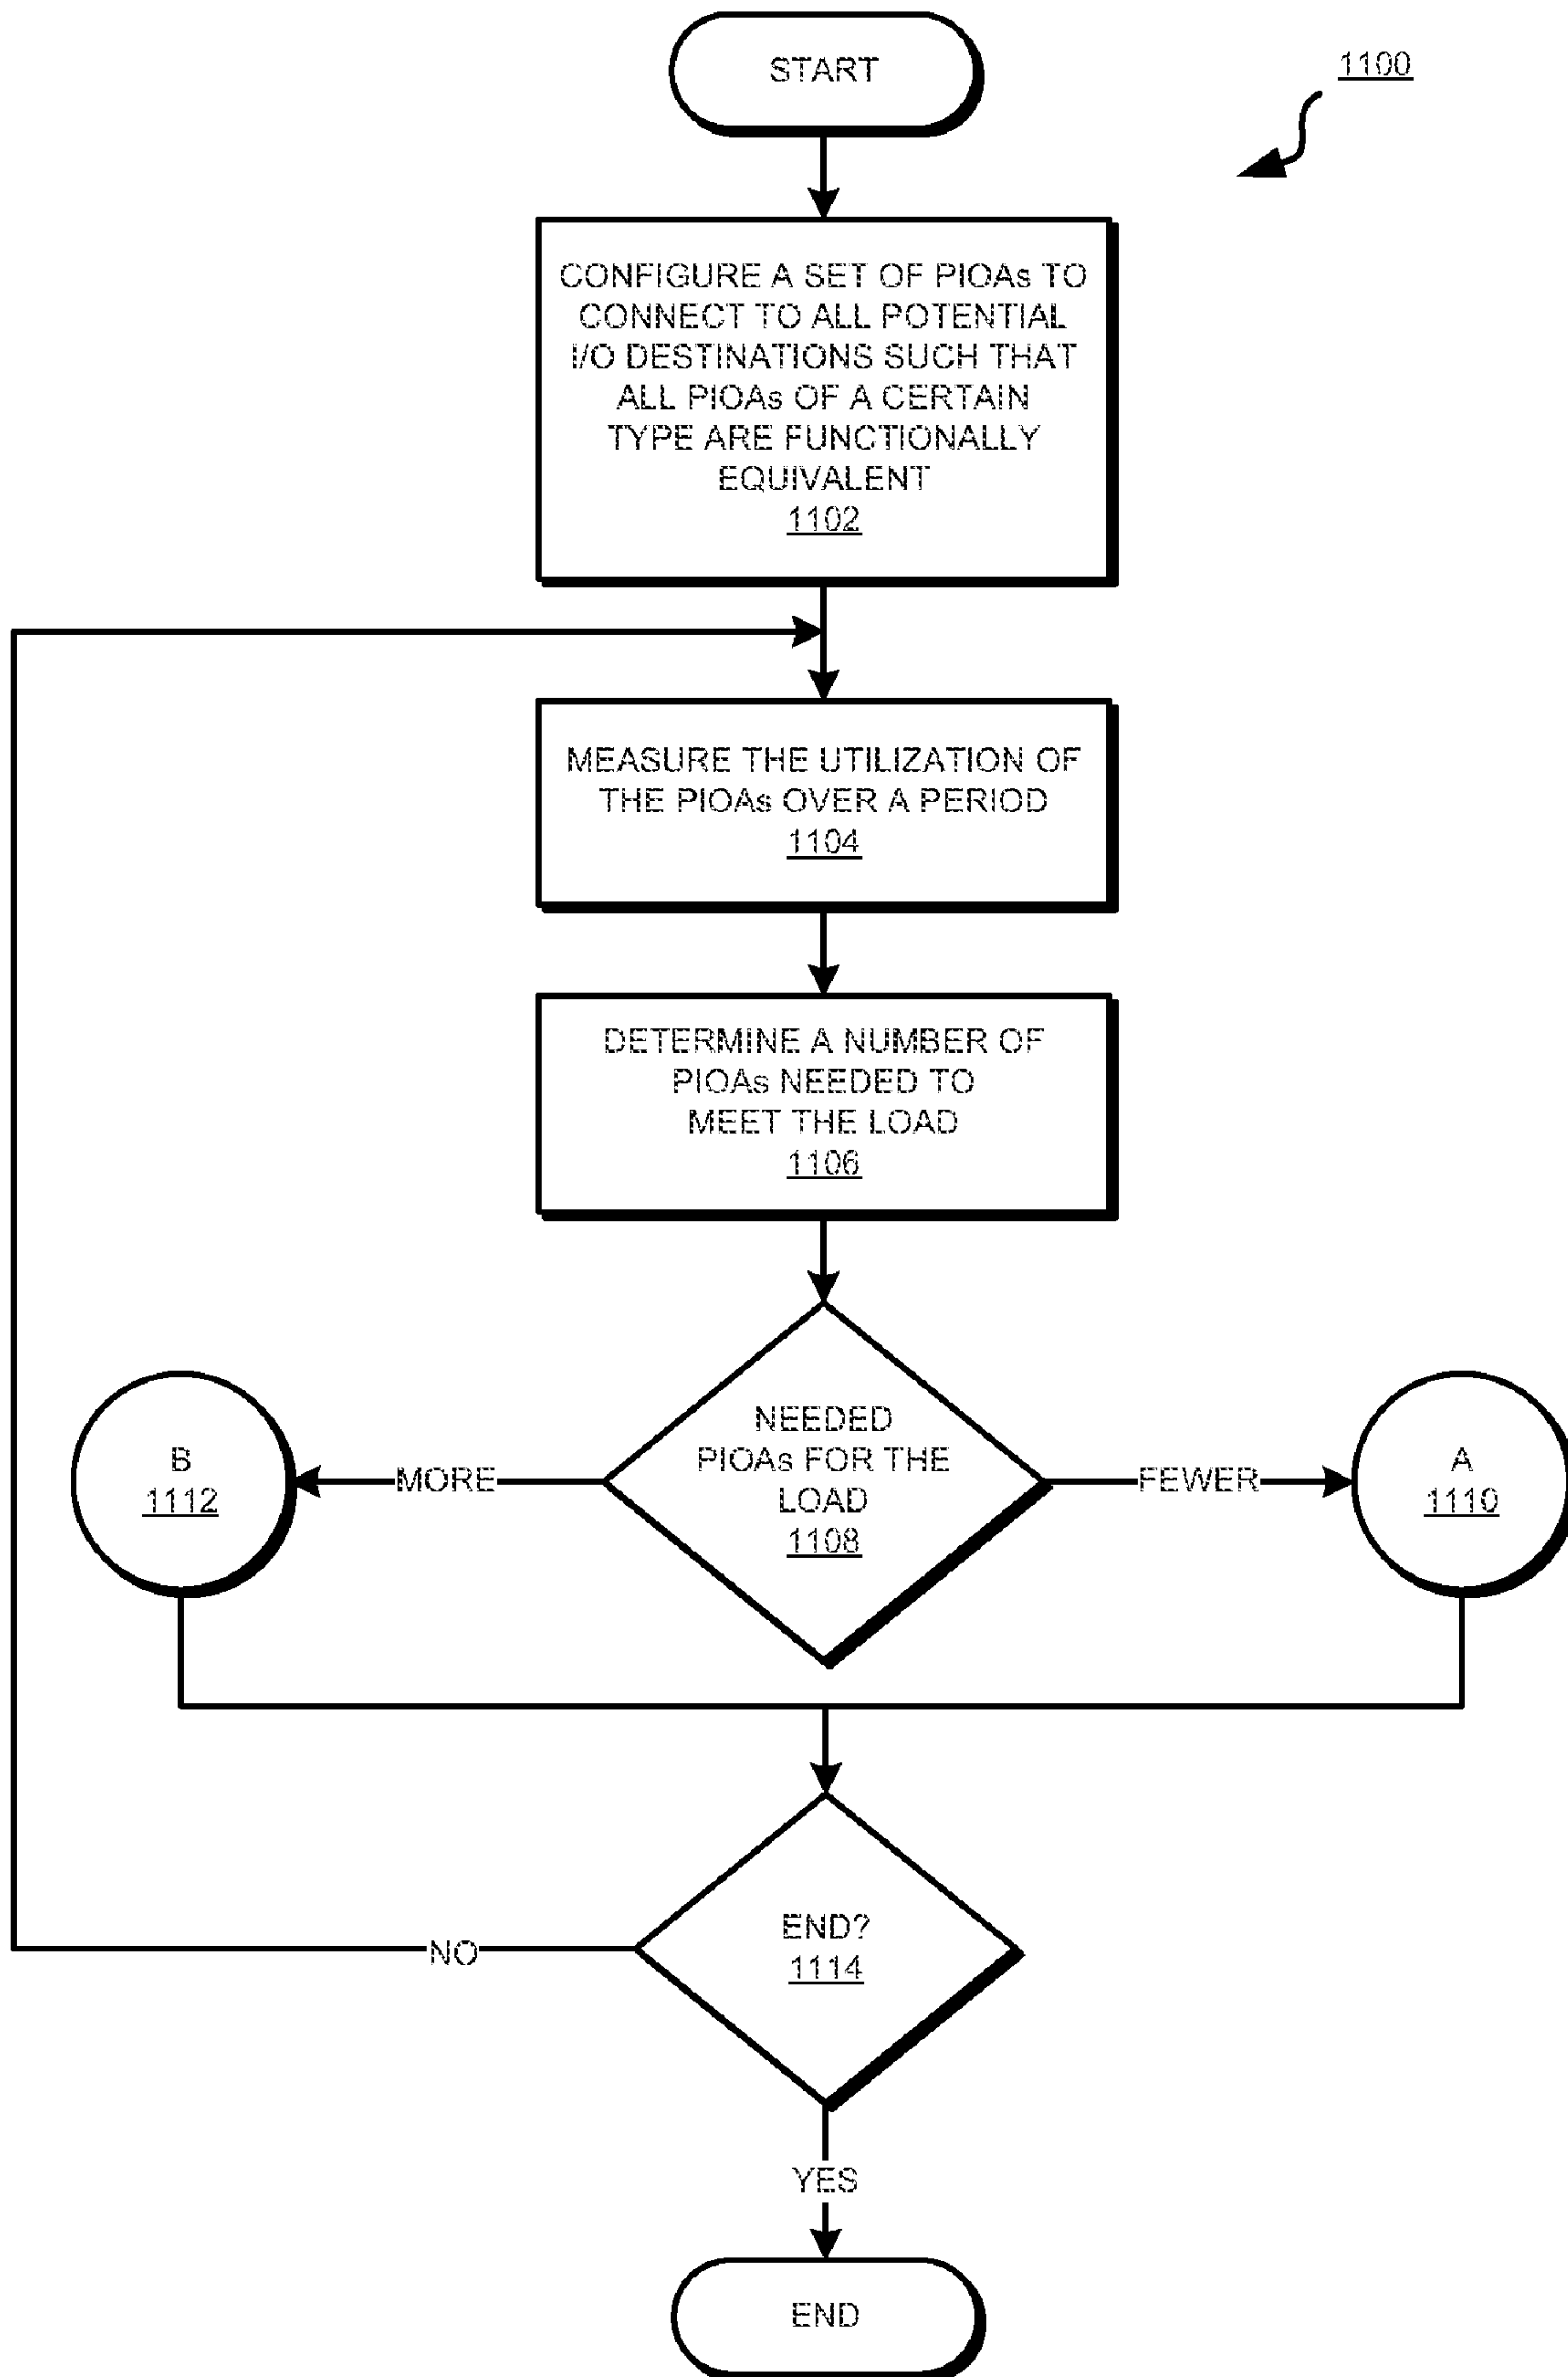 START
1100
CONFIGURE A SET OF PIOAs TO
CONNECT TO ALL POTENTIAL
I/O DESTINATIONS SUCH THAT
ALL PIOAs OF A CERTAIN
TYPE ARE FUNCTIONALLY
EQUIVALENT
1102
MEASURE THE UTILIZATION OF
THE PIOAs OVER A PERIOD
1104
DETERMINE A NUMBER OF
PIOAs NEEDED TO
MEET THE LOAD
1106
NEEDED
PIOAs FOR THE
LOAD
1108
MORE
B
1112
FEWER
A
1110
END?
1114
NO
YES
END